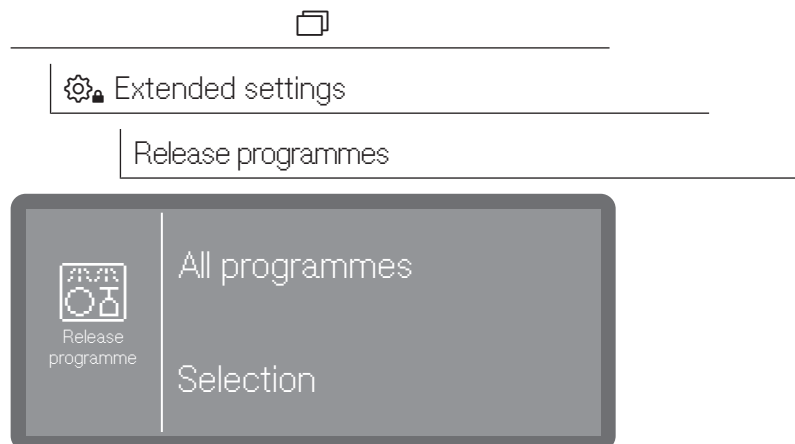 Extended settings
Release programmes
All programmes
Release
programme
Selection